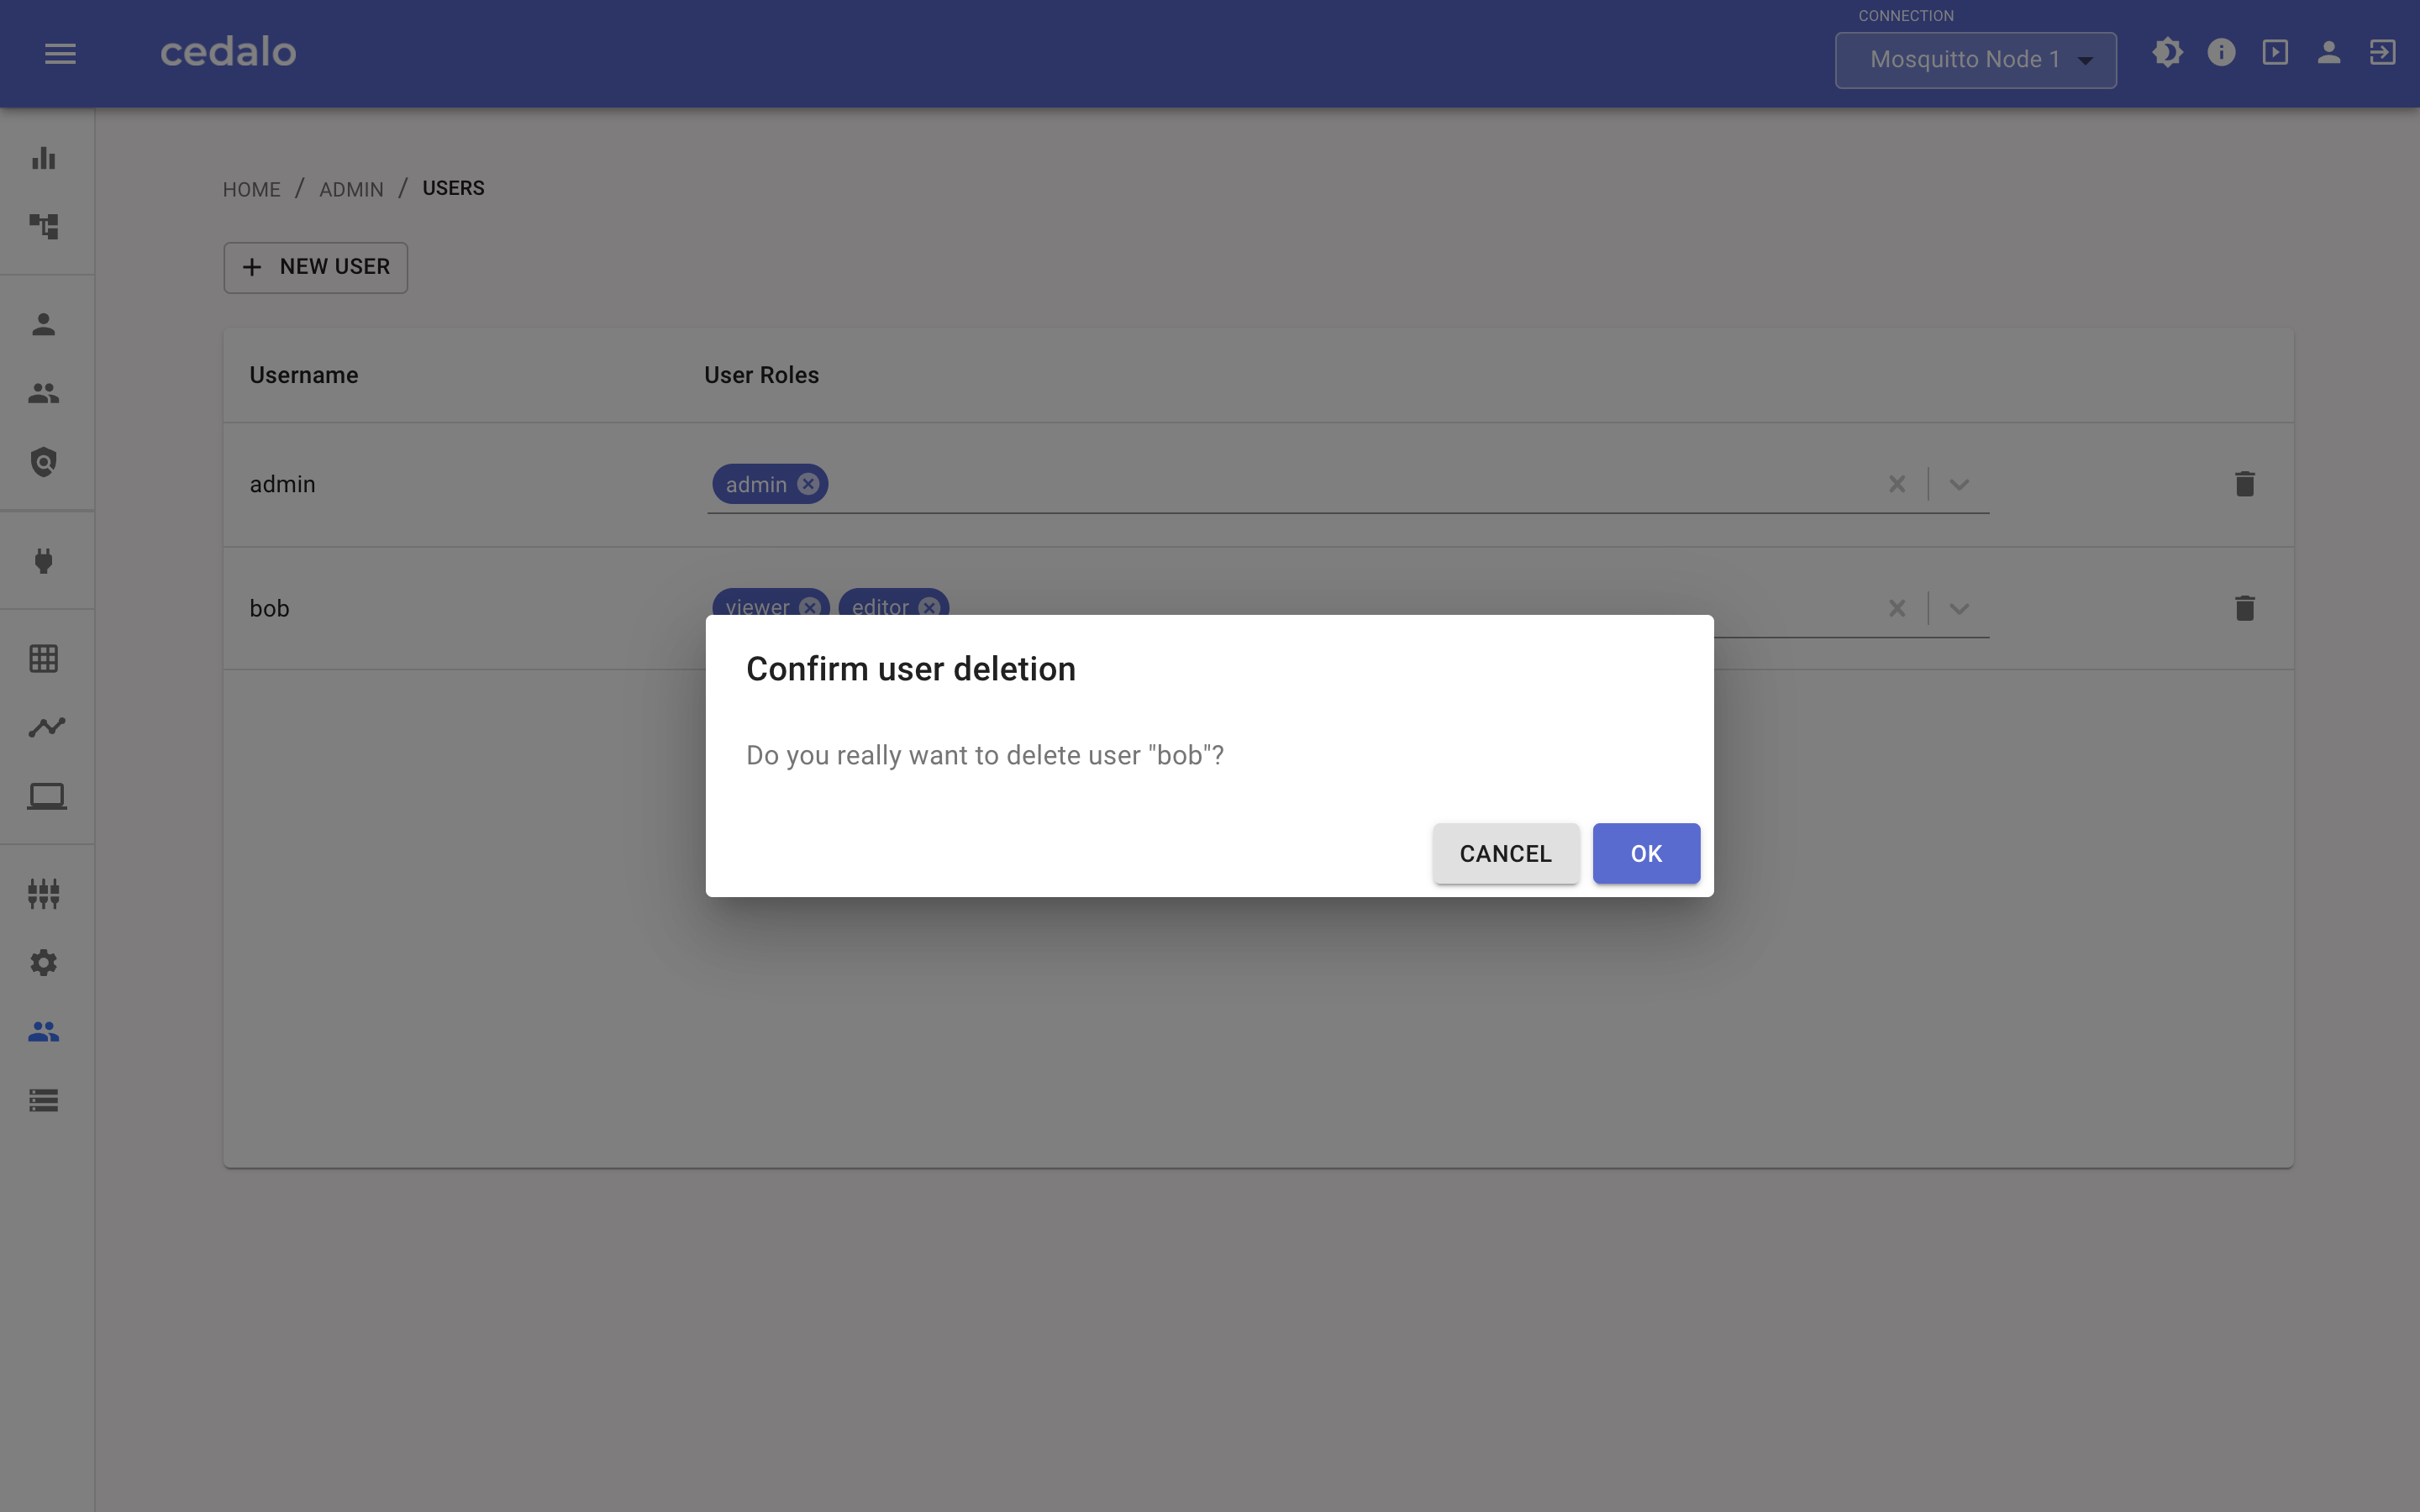 CONNECTION
cedalo
Mosquitto Node 1
HOME / ADMIN / USERS
NEW USER
Username User Roles
admin admin
bob viewer editor
Confirm user deletion
Do you really want to delete user "bob"?
CANCEL OK